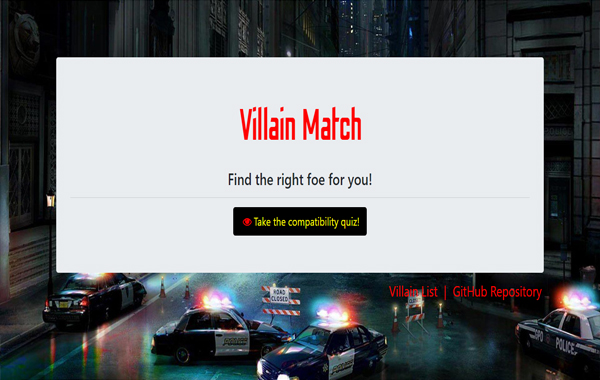 Villain Match
Find the right foe for you!
Take the compatibility quiz!
Villain List | GitHub Repository
ROAD
CLOSED
POLICE